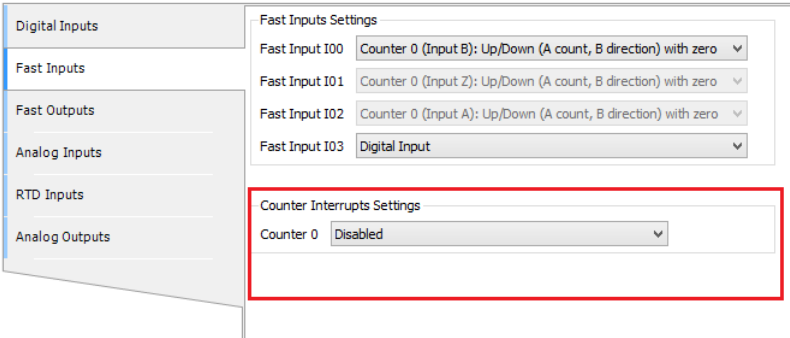 Digital Inputs
Fast Inputs
Fast Outputs
Analog Inputs
RTD Inputs
Analog Outputs
Fast Inputs Settings
Fast Input I00 Counter 0 (Input B): Up/Down (A count, B direction) with zero
Fast Input I01 Counter 0 (Input Z): Up/Down (A count, B direction) with zero
Fast Input I02 Counter 0 (Input A): Up/Down (A count, B direction) with zero
Fast Input I03 Digital Input
Counter Interrupts Settings
Counter 0 Disabled